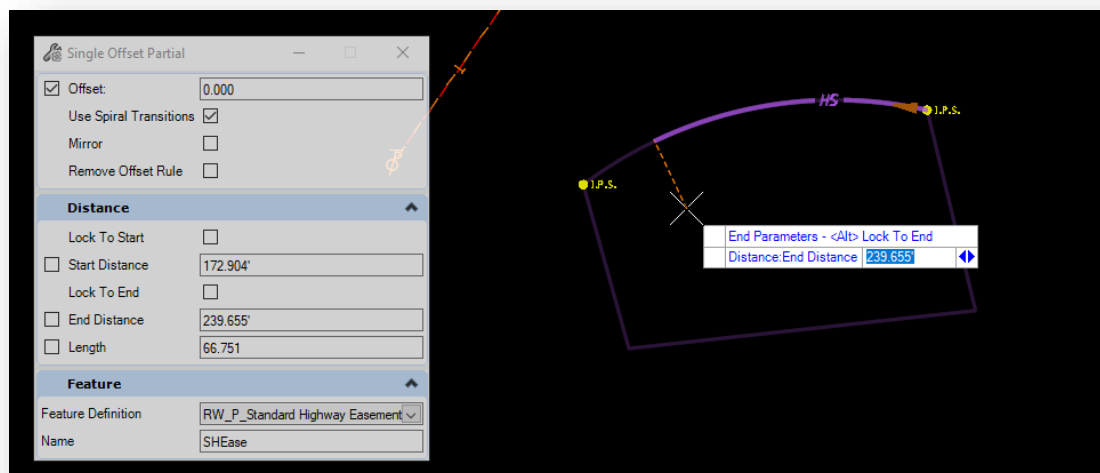 Single Offset Partial
Offset: 0.000
Use Spiral Transitions
Mirror
Remove Offset Rule
Distance
Lock To Start
Start Distance 172.904'
Lock To End
End Distance 239.655'
Length 66.751
Feature
Feature Definition RW_P_Standard Highway Easement
Name SHEase
HS
I.P.S.
I.P.S.
End Parameters - <Alt> Lock To End
Distance:End Distance 239.655'